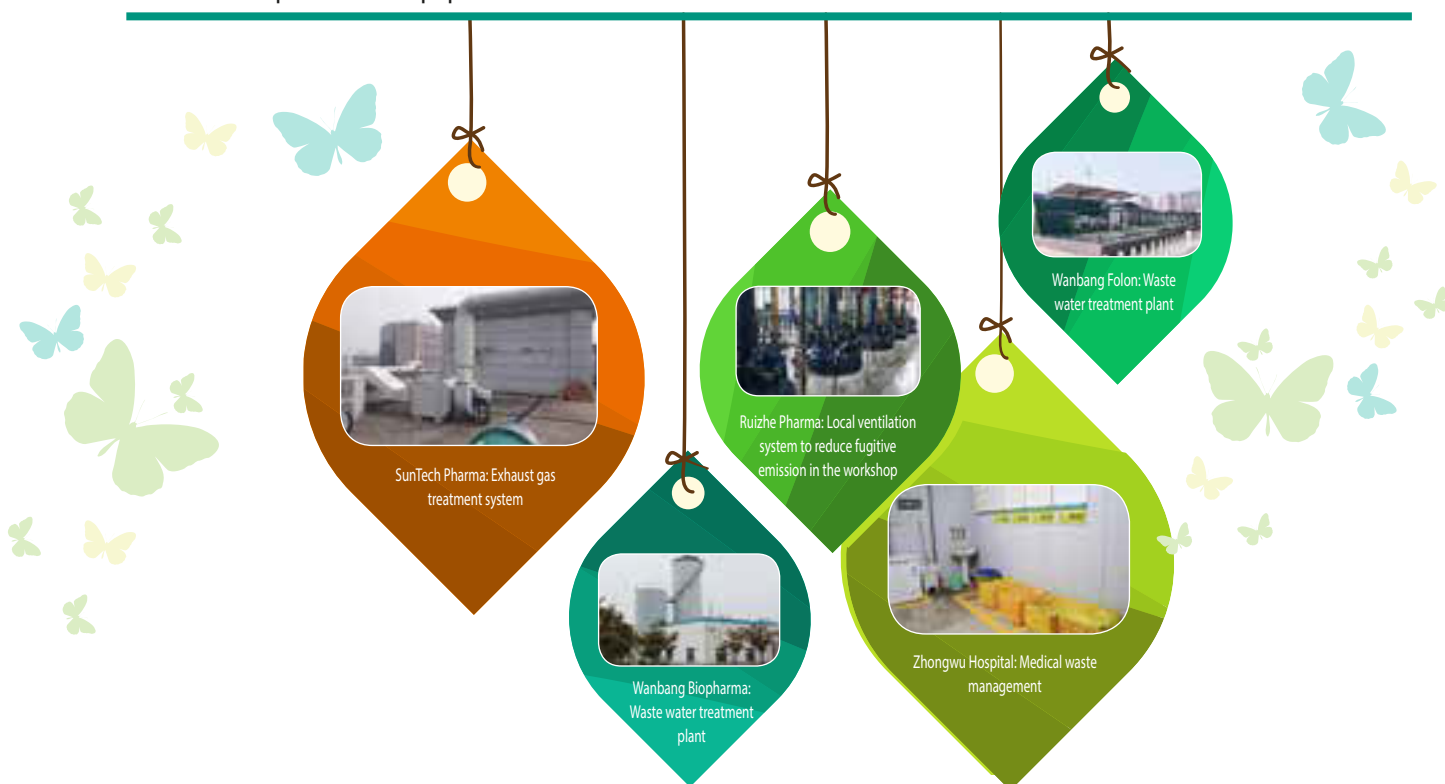 SunTech Pharma: Exhaust gas
treatment system
Wanbang Biopharma:
Waste water treatment
plant
Ruizhe Pharma: Local ventilation
system to reduce fugitive
emission in the workshop
Zhongwu Hospital: Medical waste
management
Wanbang Folon: Waste
water treatment plant